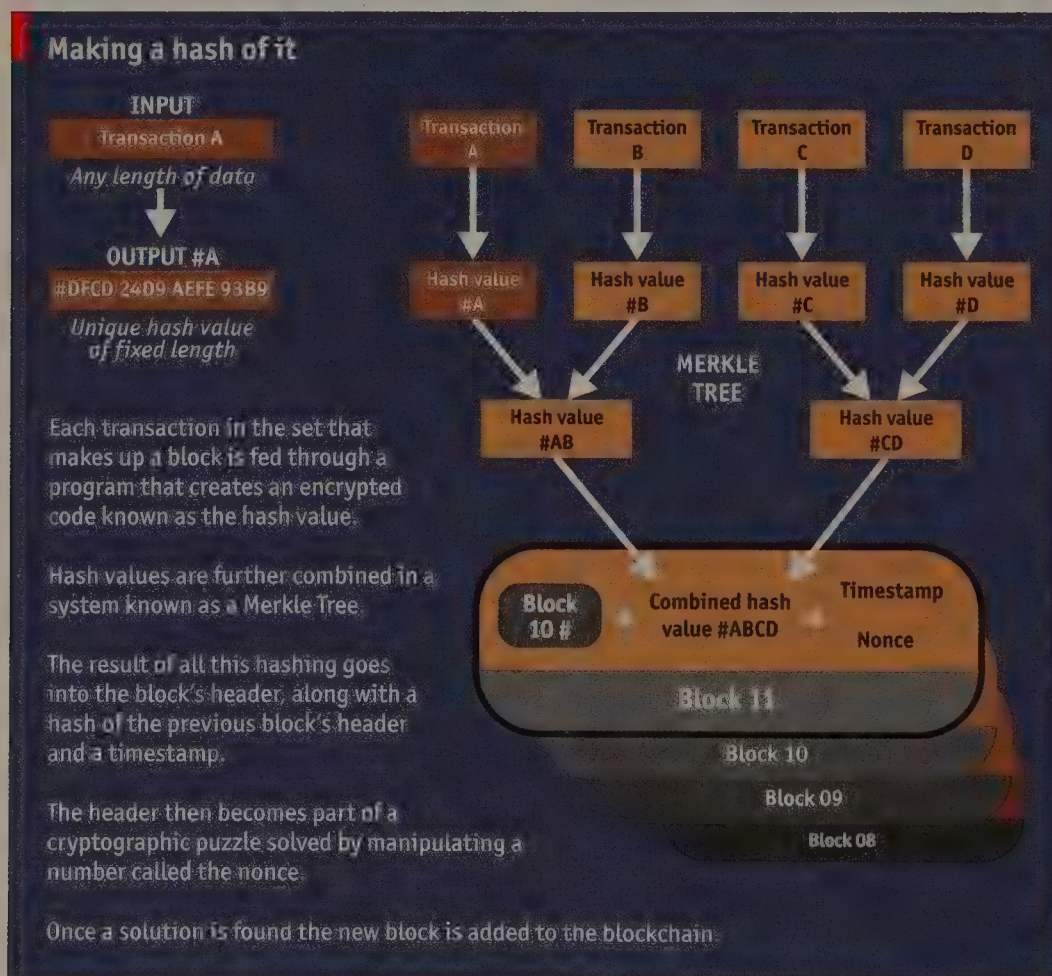 Making a hash of it
INPUT
Transaction A
Any length of data
OUTPUT #A
#DFCD 24D9 AEFE 93B9
Unique hash value
of fixed length
Each transaction in the set that
makes up a block is fed through a
program that creates an encrypted
code known as the hash value.
Hash values are further combined in a
system known as a Merkle Tree
The result of all this hashing goes
into the block's header, along with a
hash of the previous block's header
and a timestamp.
The header then becomes part of a
cryptographic puzzle solved by manipulating a
number called the nonce.
Once a solution is found the new block is added to the blockchain
Transaction
A
Transaction
B
Transaction
C
Transaction
D
Hash value
#A
Hash value
#B
Hash value
#C
Hash value
#D
MERKLE
TREE
Hash value
#AB
Hash value
#CD
Block
10 #
+
Combined hash
value #ABCD
+
Timestamp
Nonce
Block 11
Block 10
Block 09
Block 08